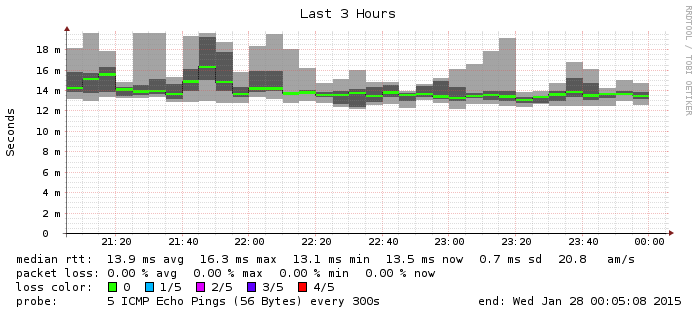 Last 3 Hours
RRDTOOL / TOBI OETIKER
Seconds
18 m
16 m
14 m
12 m
10 m
8 m
6 m
4 m
2 m
0
21:20 21:40 22:00 22:20 22:40 23:00 23:20 23:40 00:00
median rtt: 13.9 ms avg 16.3 ms max 13.1 ms min 13.5 ms now 0.7 ms sd 20.8 am/s
packet loss: 0.00 % avg 0.00 % max 0.00 % min 0.00 % now
loss color: 0 1/5 2/5 3/5 4/5
probe: 5 ICMP Echo Pings (56 Bytes) every 300s end: Wed Jan 28 00:05:08 2015